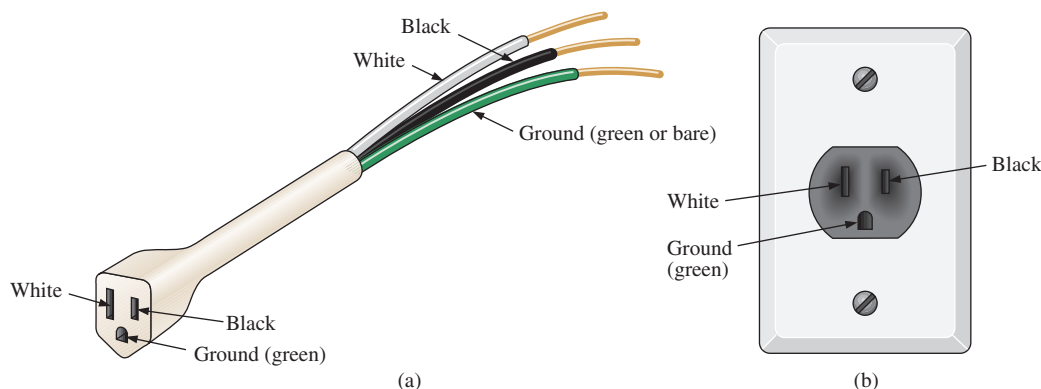 Black
White
Ground (green or bare)
White
Black
Ground (green)
(a)
Black
White
Ground
(green)
(b)